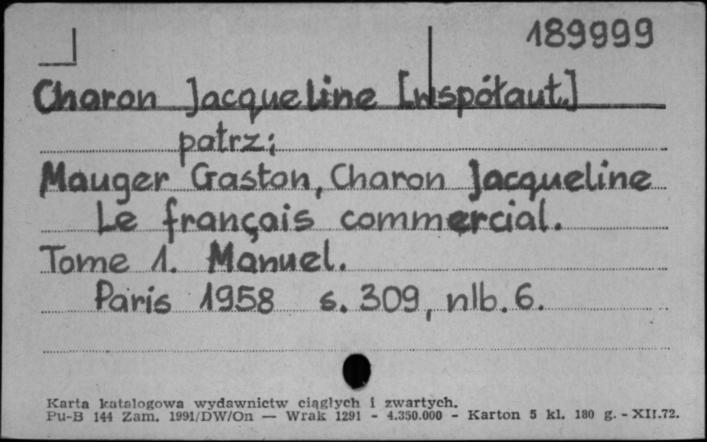 189999
Charon Jacqueline [współaut.]
patrz:
Mauger Gaston, Charon Jacqueline
Le français commercial.
Tome 1. Manuel.
Paris 1958 s. 309, nlb. 6.
Karta katalogowa wydawnictw ciągłych i zwartych.
Pu-B 144 Zam. 1991/DW/On — Wrak 1291 - 4.350.000 - Karton 5 kl. 180 g. - XII.72.